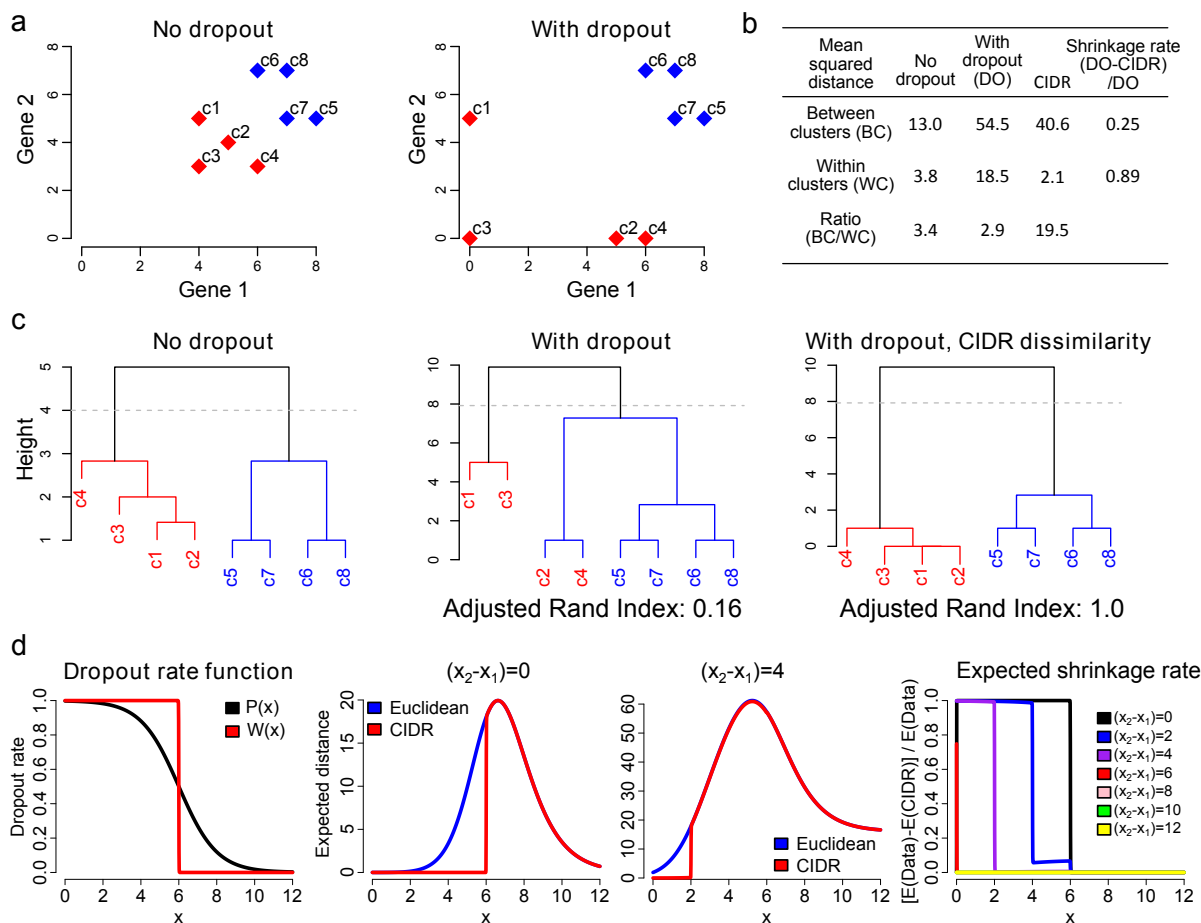 a
No dropout
Gene 2
8
6
4
2
0
c6 c8
c1
c7 c5
c2
c3 c4
0 2 4 6 8
Gene 1
With dropout
Gene 2
8
6
4
2
0
c6 c8
c1
c7 c5
c3 c2 c4
0 2 4 6 8
Gene 1
b
Mean squared distance
No dropout
With dropout (DO)
CIDR
Shrinkage rate (DO-CIDR) /DO
Between clusters (BC) 13.0 54.5 40.6 0.25
Within clusters (WC) 3.8 18.5 2.1 0.89
Ratio (BC/WC) 3.4 2.9 19.5
c
No dropout
Height
5
4
3
2
1
c4 c3 c1 c2 c5 c7 c6 c8
With dropout
10
8
6
4
2
0
c1 c3 c2 c4 c5 c7 c6 c8
Adjusted Rand Index: 0.16
With dropout, CIDR dissimilarity
10
8
6
4
2
0
c4 c3 c1 c2 c5 c7 c6 c8
Adjusted Rand Index: 1.0
d
Dropout rate function
Dropout rate
1.0
0.8
0.6
0.4
0.2
0.0
P(x)
W(x)
0 2 4 6 8 10 12
x
(x₂-x₁)=0
Expected distance
20
15
10
5
0
Euclidean
CIDR
0 2 4 6 8 10 12
x
(x₂-x₁)=4
60
50
40
30
20
10
0
Euclidean
CIDR
0 2 4 6 8 10 12
x
Expected shrinkage rate
[E(Data)-E(CIDR)] / E(Data)
1.0
0.8
0.6
0.4
0.2
0.0
(x₂-x₁)=0
(x₂-x₁)=2
(x₂-x₁)=4
(x₂-x₁)=6
(x₂-x₁)=8
(x₂-x₁)=10
(x₂-x₁)=12
0 2 4 6 8 10 12
x